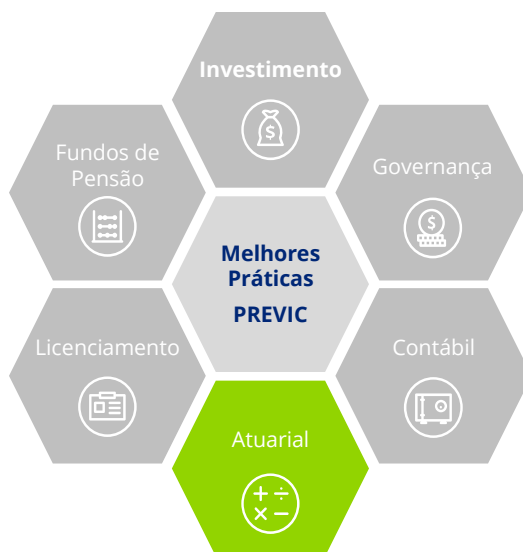 Investimento
Fundos de
Pensão
Governança
Melhores
Práticas
PREVIC
Licenciamento
Contábil
Atuarial